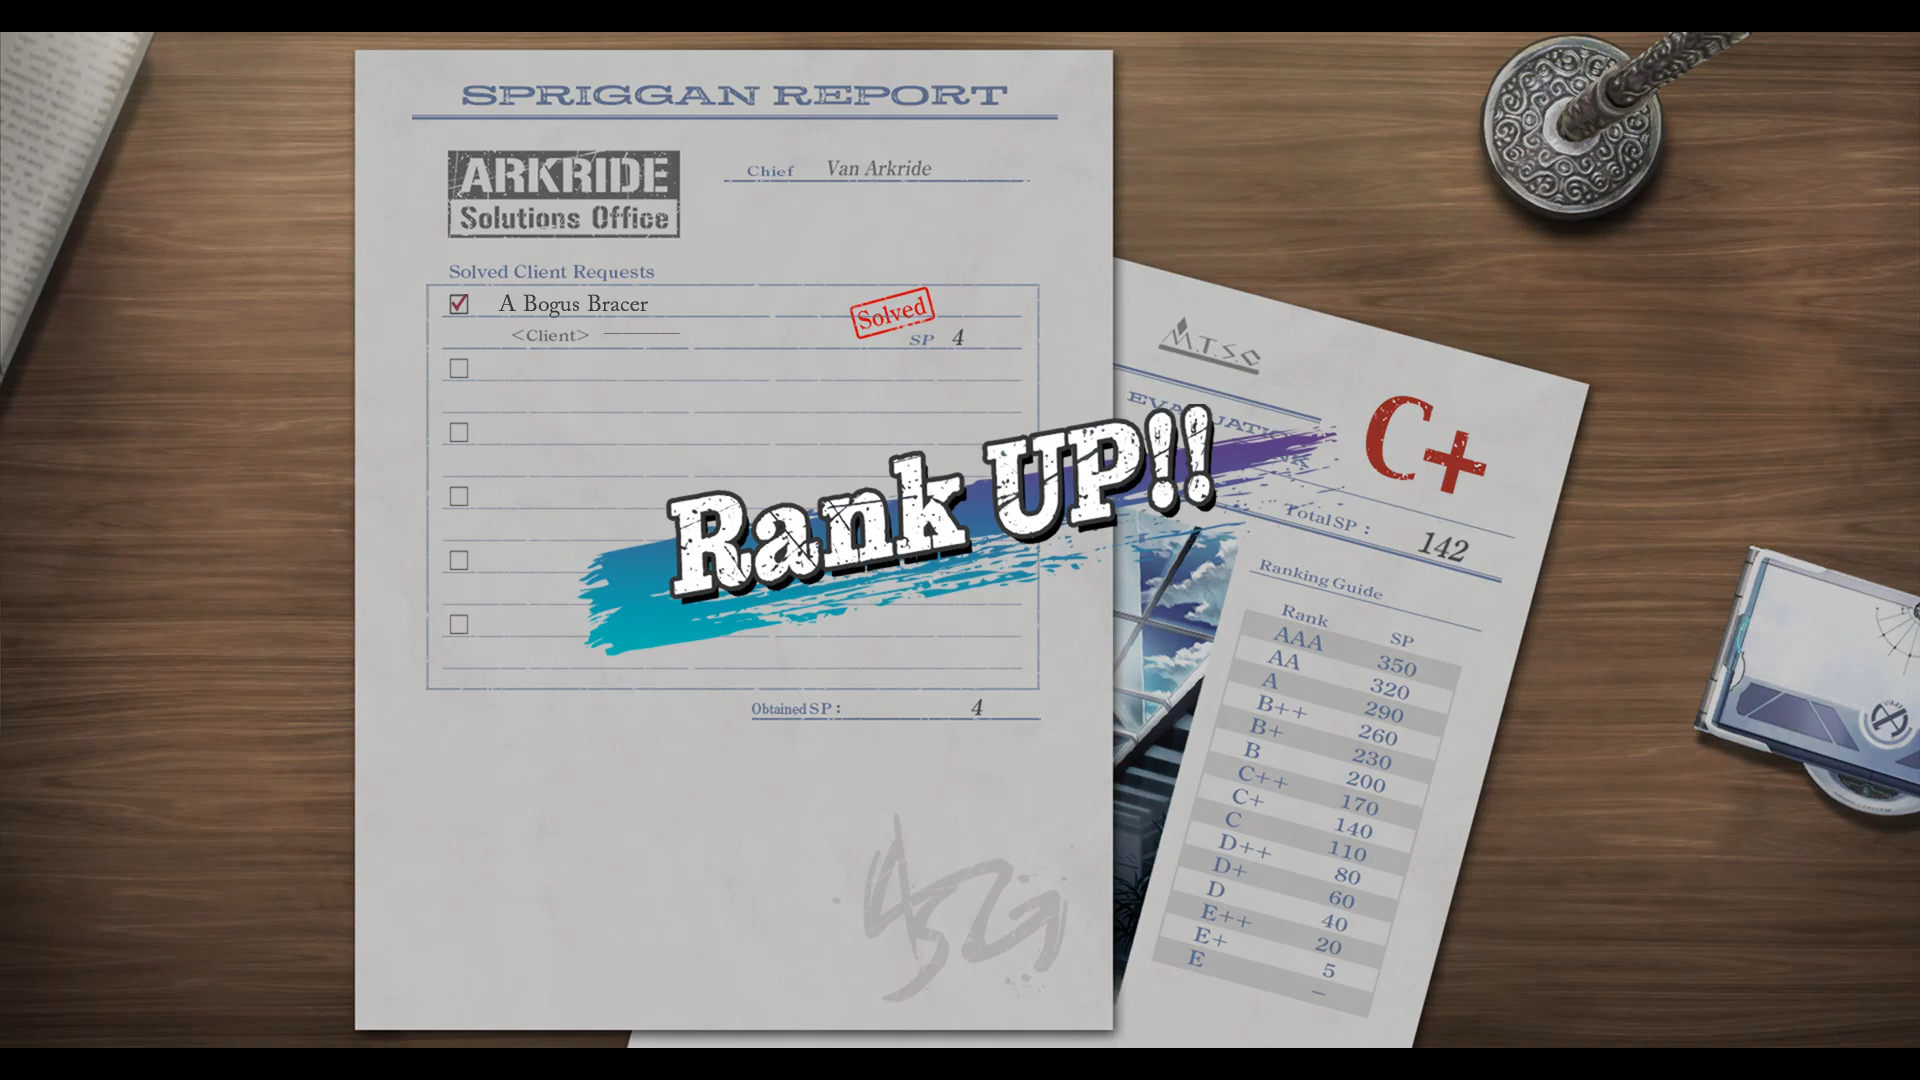 SPRIGGAN REPORT
ARKRIDE
Solutions Office
Chief Van Arkride
Solved Client Requests
A Bogus Bracer
Solved
<Client>
SP 4
Obtained SP : 4
Rank UP!!
M.T.S.C
C+
Total SP : 142
Ranking Guide
Rank SP
AAA 350
AA 320
A 290
B++ 260
B+ 230
B 200
C++ 170
C+ 140
C 110
D++ 80
D+ 60
D 40
E++ 20
E+ 5
E –